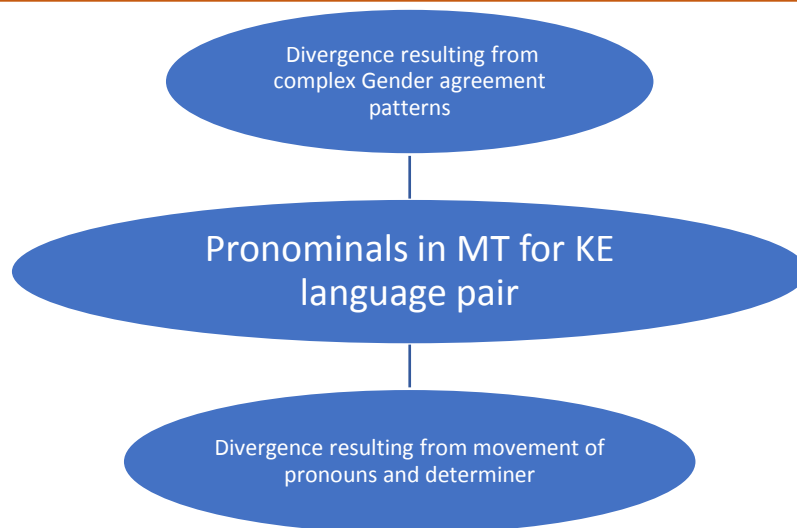 Divergence resulting from
complex Gender agreement
patterns
Pronominals in MT for KE
language pair
Divergence resulting from movement of
pronouns and determiner